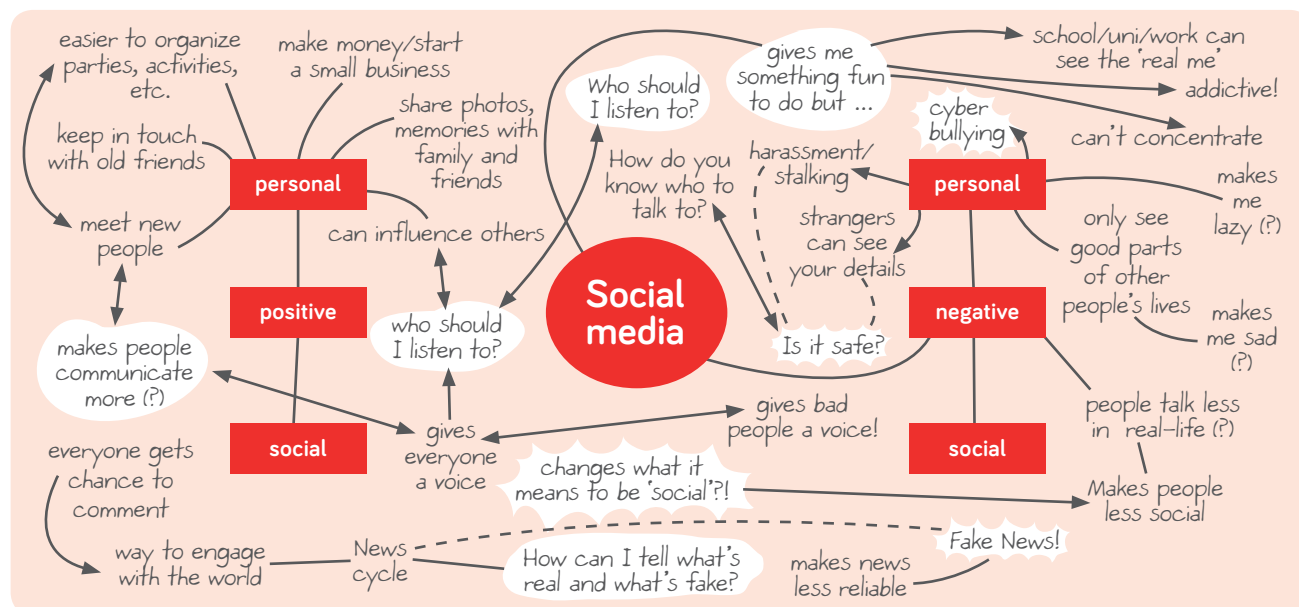 easier to organize
parties, activities,
etc.
make money/start
a small business
share photos,
memories with
family and
friends
keep in touch
with old friends
personal
meet new
people
can influence others
positive
makes people
communicate
more (?)
who should
I listen to?
social
gives
everyone
a voice
everyone gets
chance to
comment
way to engage
with the world
News
cycle
Who should
I listen to?
How do you
know who to
talk to?
Social
media
gives me
something fun
to do but ...
school/uni/work can
see the 'real me'
addictive!
can't concentrate
cyber
bullying
harassment/
stalking
personal
makes
me
lazy (?)
strangers
can see
your details
only see
good parts
of other
people's lives
negative
makes
me sad
(?)
Is it safe?
gives bad
people a voice!
people talk less
in real-life (?)
social
changes what it
means to be 'social'?!
Makes people
less social
Fake News!
How can I tell what's
real and what's fake?
makes news
less reliable